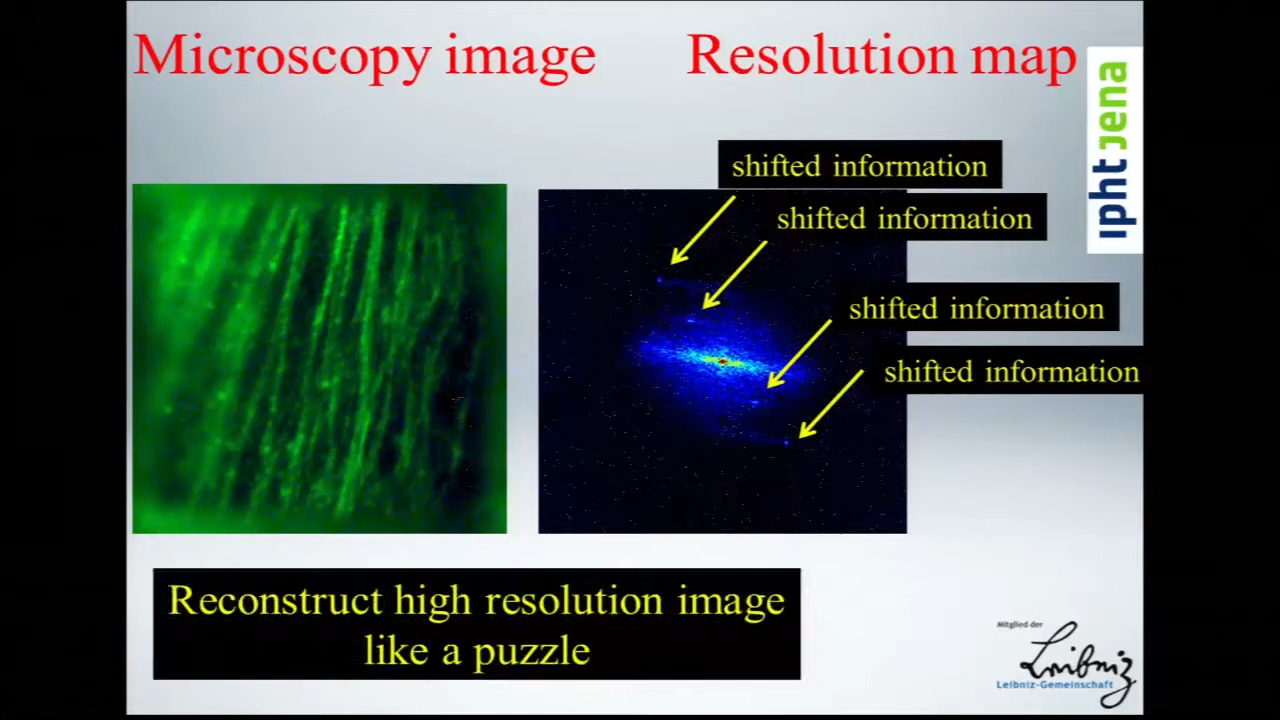 Microscopy image
Resolution map
ipht jena
shifted information
shifted information
shifted information
shifted information
Reconstruct high resolution image
like a puzzle
Mitglied der
Leibniz
Leibniz-Gemeinschaft